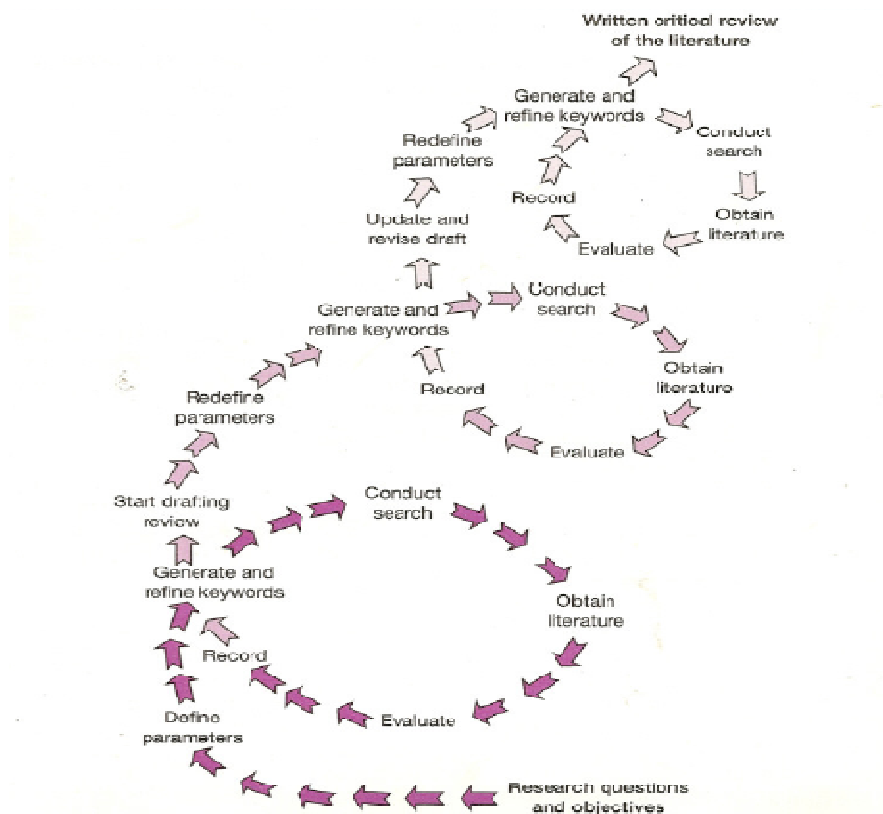 Written critical review
of the literature
Generate and
refine keywords
Conduct
search
Redefine
parameters
Record
Obtain
literature
Update and
revise draft
Evaluate
Conduct
search
Generate and
refine keywords
Obtain
literature
Record
Redefine
parameters
Evaluate
Conduct
search
Start drafting
review
Generate and
refine keywords
Obtain
literature
Record
Define
parameters
Evaluate
Research questions
and objectives